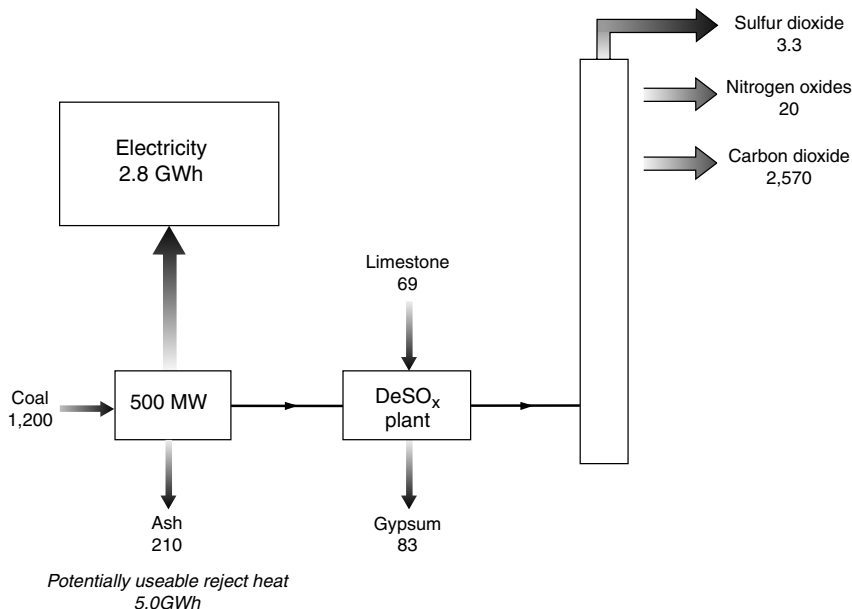 Sulfur dioxide
3.3
Nitrogen oxides
20
Carbon dioxide
2,570
Electricity
2.8 GWh
Limestone
69
Coal
1,200
500 MW
DeSOx
plant
Ash
210
Gypsum
83
Potentially useable reject heat
5.0GWh